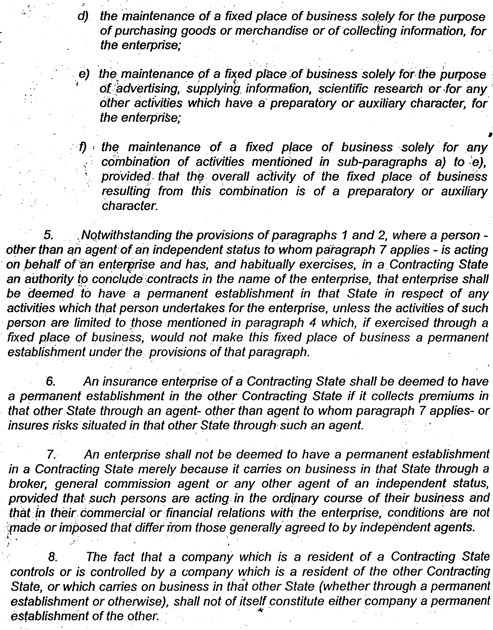 d) the maintenance of a fixed place of business solely for the purpose
of purchasing goods or merchandise or of collecting information, for
the enterprise;
e) the maintenance of a fixed place of business solely for the purpose
of advertising, supplying information, scientific research or for any
other activities which have a preparatory or auxiliary character, for
the enterprise;
f) the maintenance of a fixed place of business solely for any
combination of activities mentioned in sub-paragraphs a) to e),
provided that the overall activity of the fixed place of business
resulting from this combination is of a preparatory or auxiliary
character.
5. Notwithstanding the provisions of paragraphs 1 and 2, where a person -
other than an agent of an independent status to whom paragraph 7 applies - is acting
on behalf of an enterprise and has, and habitually exercises, in a Contracting State
an authority to conclude contracts in the name of the enterprise, that enterprise shall
be deemed to have a permanent establishment in that State in respect of any
activities which that person undertakes for the enterprise, unless the activities of such
person are limited to those mentioned in paragraph 4 which, if exercised through a
fixed place of business, would not make this fixed place of business a permanent
establishment under the provisions of that paragraph.
6. An insurance enterprise of a Contracting State shall be deemed to have
a permanent establishment in the other Contracting State if it collects premiums in
that other State through an agent- other than agent to whom paragraph 7 applies- or
insures risks situated in that other State through such an agent.
7. An enterprise shall not be deemed to have a permanent establishment
in a Contracting State merely because it carries on business in that State through a
broker, general commission agent or any other agent of an independent status,
provided that such persons are acting in the ordinary course of their business and
that in their commercial or financial relations with the enterprise, conditions are not
made or imposed that differ from those generally agreed to by independent agents.
8. The fact that a company which is a resident of a Contracting State
controls or is controlled by a company which is a resident of the other Contracting
State, or which carries on business in that other State (whether through a permanent
establishment or otherwise), shall not of itself constitute either company a permanent
establishment of the other.